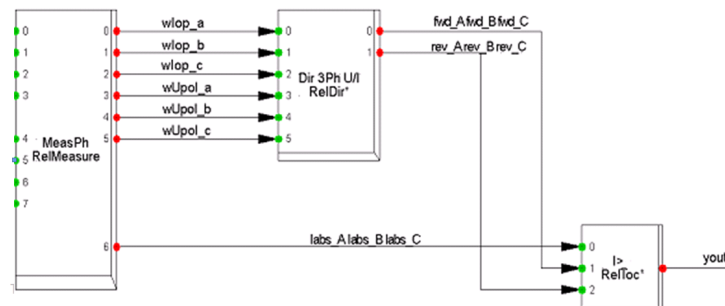 0
1
2
3
4
5
6
7
MeasPh
RelMeasure
0
1
2
3
4
5
6
wIop_a
wIop_b
wIop_c
wUpol_a
wUpol_b
wUpol_c
0
1
2
3
4
5
Dir 3Ph U/I
RelDir*
0
1
fwd_Afwd_Bfwd_C
rev_Arev_Brev_C
Iabs_AIabs_BIabs_C
0
1
2
I>
RelToc*
yout